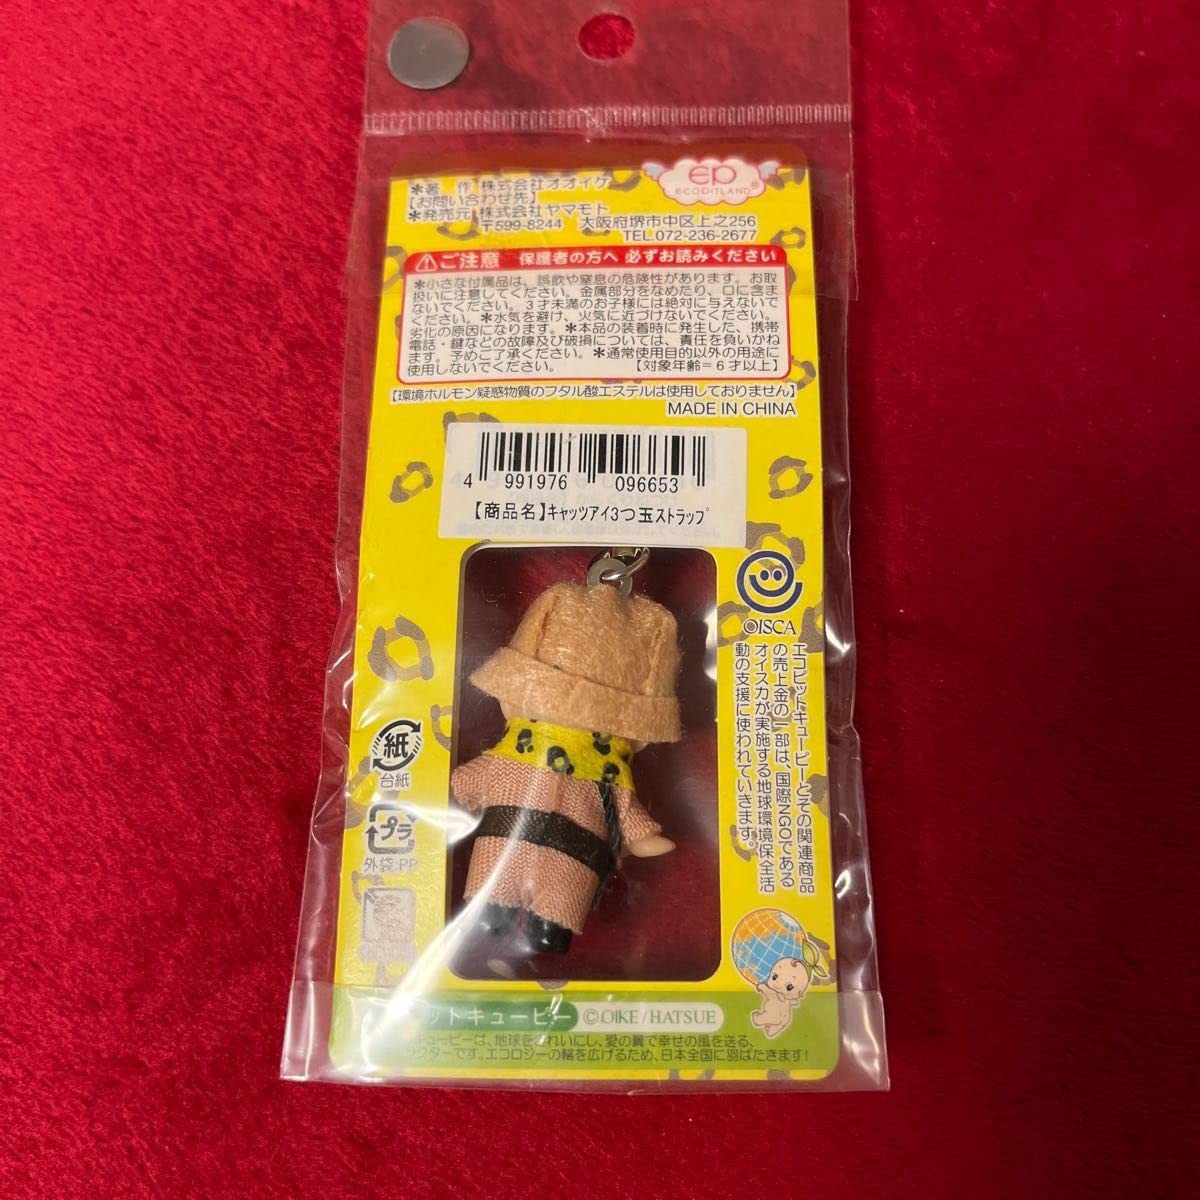 EP
ECOPITLAND®
＊著 作 株式会社オオイケ
【お問い合わせ先】
＊発売元 株式会社ヤマモト
〒599-8244 大阪府堺市中区上之256
TEL.072-236-2677
ご注意 保護者の方へ 必ずお読みください
＊小さな付属品は、誤飲や窒息の危険性があります。お取
扱いに注意してください。金属部分をなめたり、口に含ま
ないでください。3才未満のお子様には絶対に与えないで
ください。＊水気を避け、火気に近づけないでください。
劣化の原因になります。＊本品の装着時に発生した、携帯
電話・鍵などの故障及び破損については、責任を負いかね
ます。予めご了承ください。＊通常使用目的以外の用途に
使用しないでください。 【対象年齢＝6才以上】
【環境ホルモン疑惑物質のフタル酸エステルは使用しておりません】
MADE IN CHINA
4 991976 096653
【商品名】ｷｬｯﾂｱｲ3つ玉ｽﾄﾗｯﾌﾟ
OISCA
エコピットキューピーとその関連商品
の売上金の一部は、国際NGOである
オイスカが実施する地球環境保全活
動の支援に使われていきます。
紙
台紙
プラ
外袋:PP
ットキューピー ©OIKE/HATSUE
キューピーは、地球をきれいにし、愛の翼で幸せの風を送る、
クターです。エコロジーの輪を広げるため、日本全国に羽ばたきます!